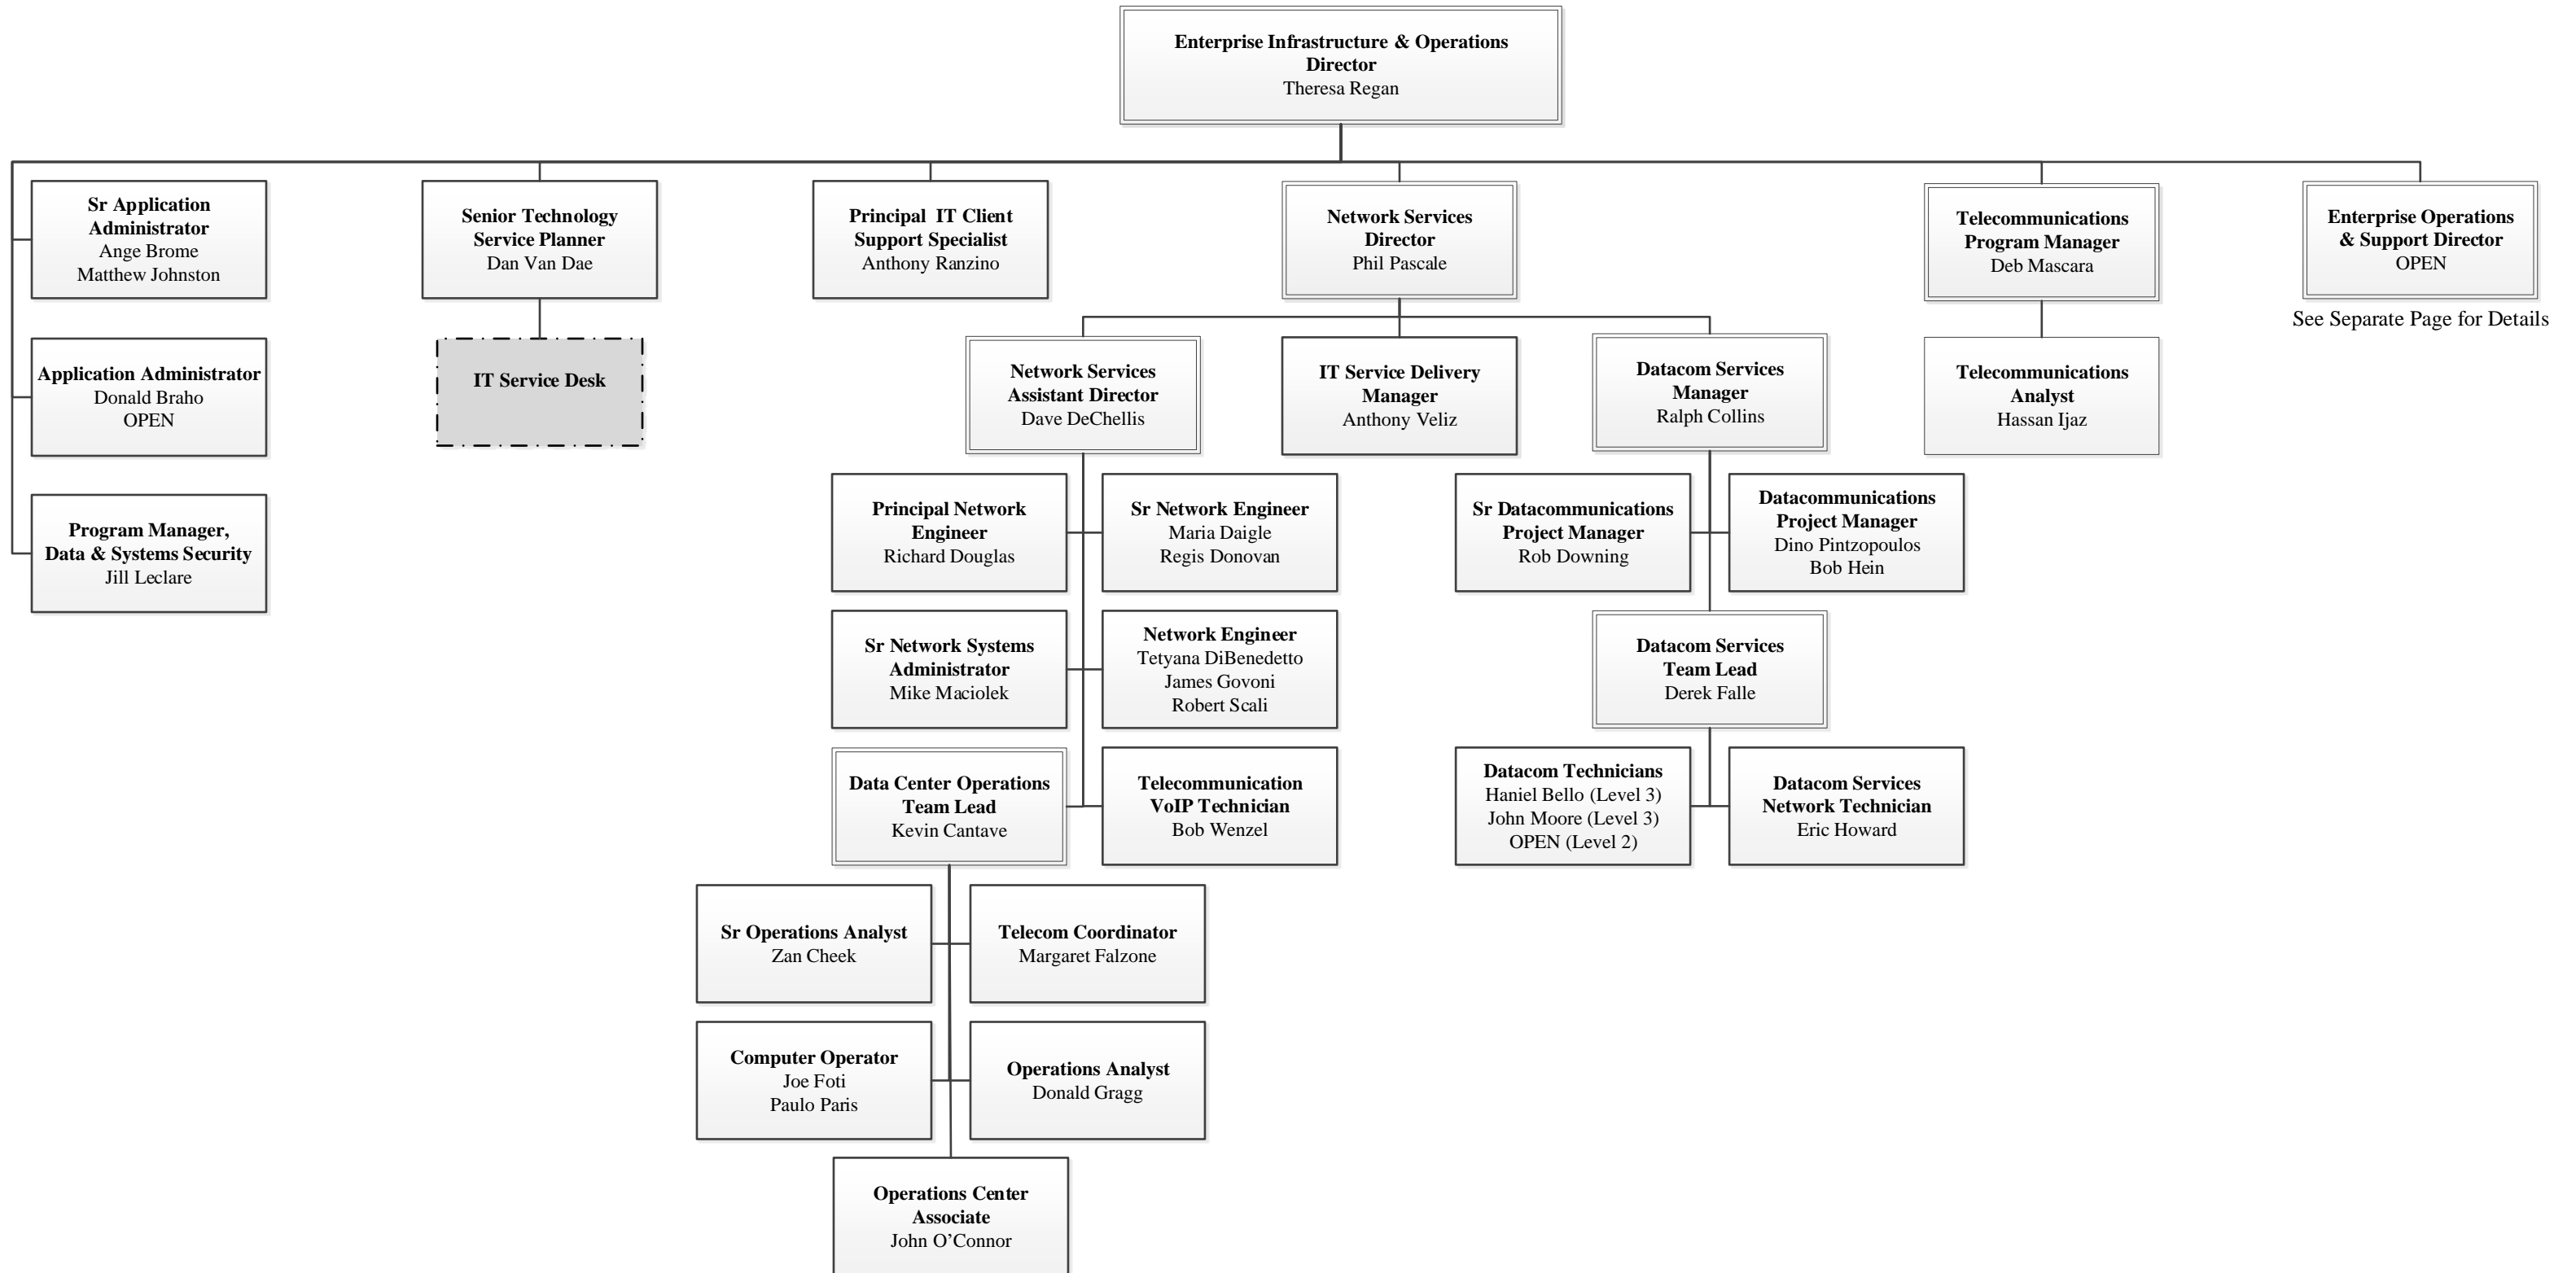 Enterprise Infrastructure & Operations
Director
Theresa Regan
Sr Application
Administrator
Ange Brome
Matthew Johnston
Senior Technology
Service Planner
Dan Van Dae
Principal IT Client
Support Specialist
Anthony Ranzino
Network Services
Director
Phil Pascale
Telecommunications
Program Manager
Deb Mascara
Enterprise Operations
& Support Director
OPEN
See Separate Page for Details
Application Administrator
Donald Braho
OPEN
IT Service Desk
Network Services
Assistant Director
Dave DeChellis
IT Service Delivery
Manager
Anthony Veliz
Datacom Services
Manager
Ralph Collins
Telecommunications
Analyst
Hassan Ijaz
Program Manager,
Data & Systems Security
Jill Leclare
Principal Network
Engineer
Richard Douglas
Sr Network Engineer
Maria Daigle
Regis Donovan
Sr Datacommunications
Project Manager
Rob Downing
Datacommunications
Project Manager
Dino Pintzopoulos
Bob Hein
Sr Network Systems
Administrator
Mike Maciolek
Network Engineer
Tetyana DiBenedetto
James Govoni
Robert Scali
Datacom Services
Team Lead
Derek Falle
Data Center Operations
Team Lead
Kevin Cantave
Telecommunication
VoIP Technician
Bob Wenzel
Datacom Technicians
Haniel Bello (Level 3)
John Moore (Level 3)
OPEN (Level 2)
Datacom Services
Network Technician
Eric Howard
Sr Operations Analyst
Zan Cheek
Telecom Coordinator
Margaret Falzone
Computer Operator
Joe Foti
Paulo Paris
Operations Analyst
Donald Gragg
Operations Center
Associate
John O’Connor